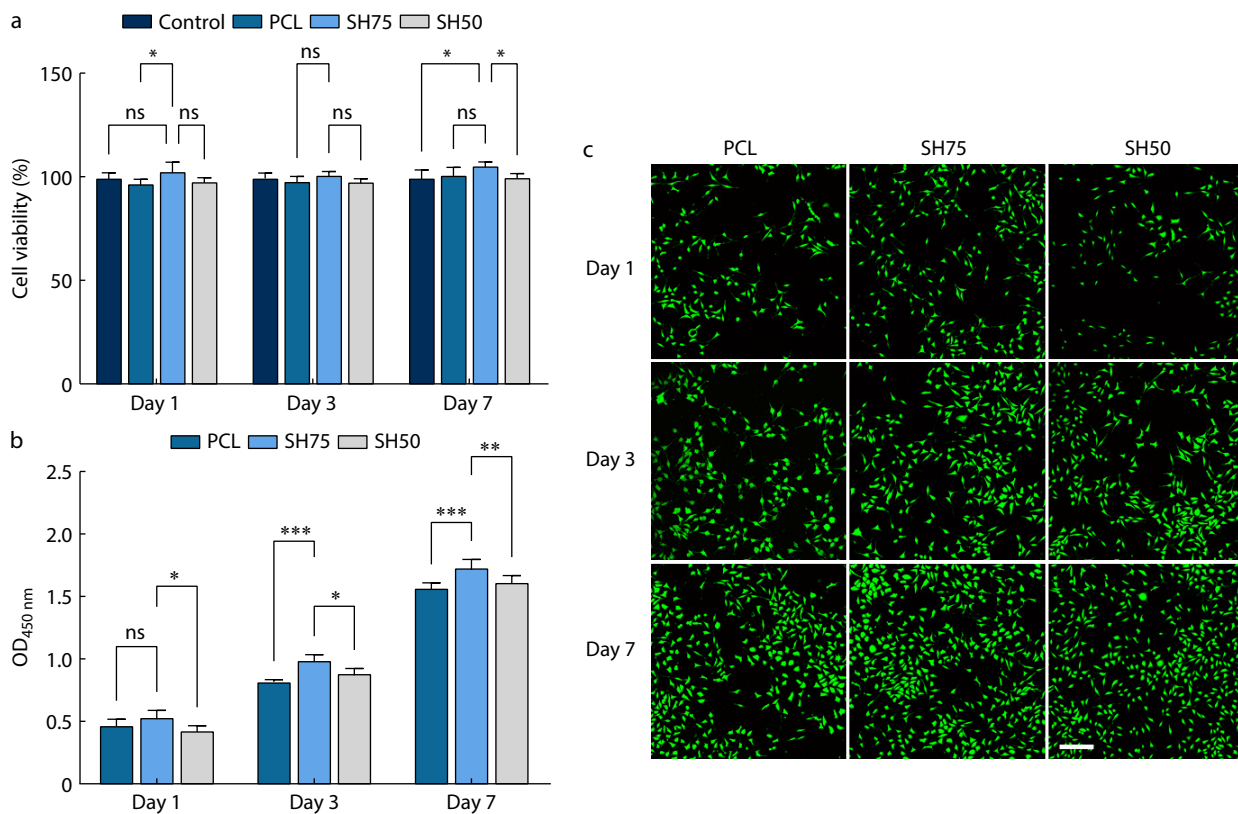 a
Control PCL SH75 SH50
* ns * *
ns ns ns
150
100
50
0
Cell viability (%)
Day 1 Day 3 Day 7
b
PCL SH75 SH50
2.5
2.0
1.5
1.0
0.5
0
OD450 nm
**
*** ***
* *
ns
Day 1 Day 3 Day 7
c
PCL SH75 SH50
Day 1
Day 3
Day 7